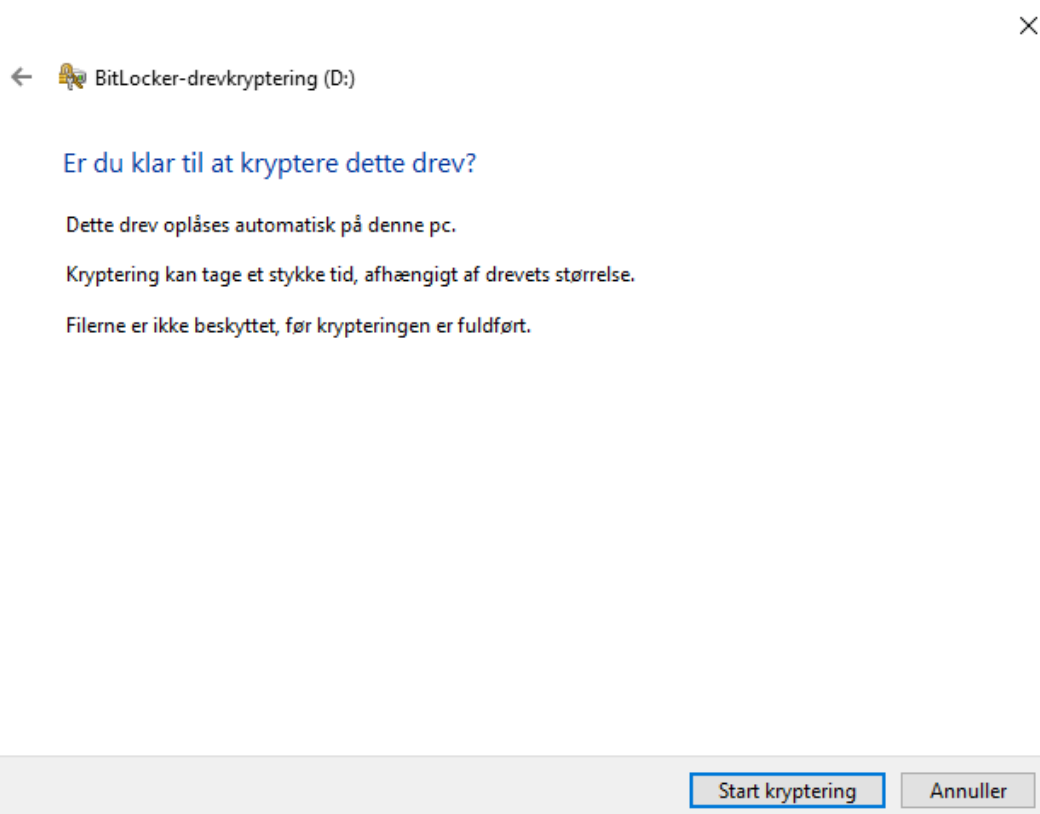 BitLocker-drevkryptering (D:)
Er du klar til at kryptere dette drev?
Dette drev oplåses automatisk på denne pc.
Kryptering kan tage et stykke tid, afhængigt af drevets størrelse.
Filerne er ikke beskyttet, før krypteringen er fuldført.
Start kryptering
Annuller